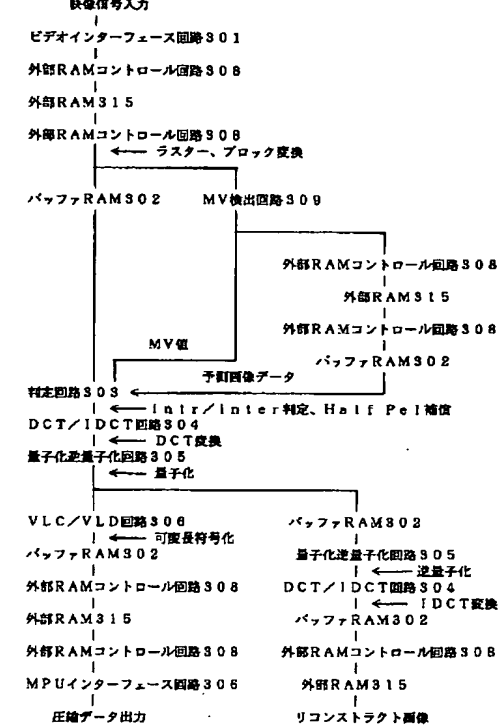 映像信号入力
ビデオインターフェース回路301
外部RAMコントロール回路308
外部RAM315
外部RAMコントロール回路308
ラスター、ブロック変換
バッファRAM302
MV検出回路309
外部RAMコントロール回路308
外部RAM315
外部RAMコントロール回路308
MV値
バッファRAM302
予測画像データ
判定回路303
Intr/Inter判定、Half Pel補償
DCT/IDCT回路304
DCT変換
量子化逆量子化回路305
量子化
VLC/VLD回路306
可変長符号化
バッファRAM302
外部RAMコントロール回路308
外部RAM315
外部RAMコントロール回路308
MPUインターフェース回路306
圧縮データ出力
バッファRAM302
量子化逆量子化回路305
逆量子化
DCT/IDCT回路304
IDCT変換
バッファRAM302
外部RAMコントロール回路308
外部RAM315
リコンストラクト画像